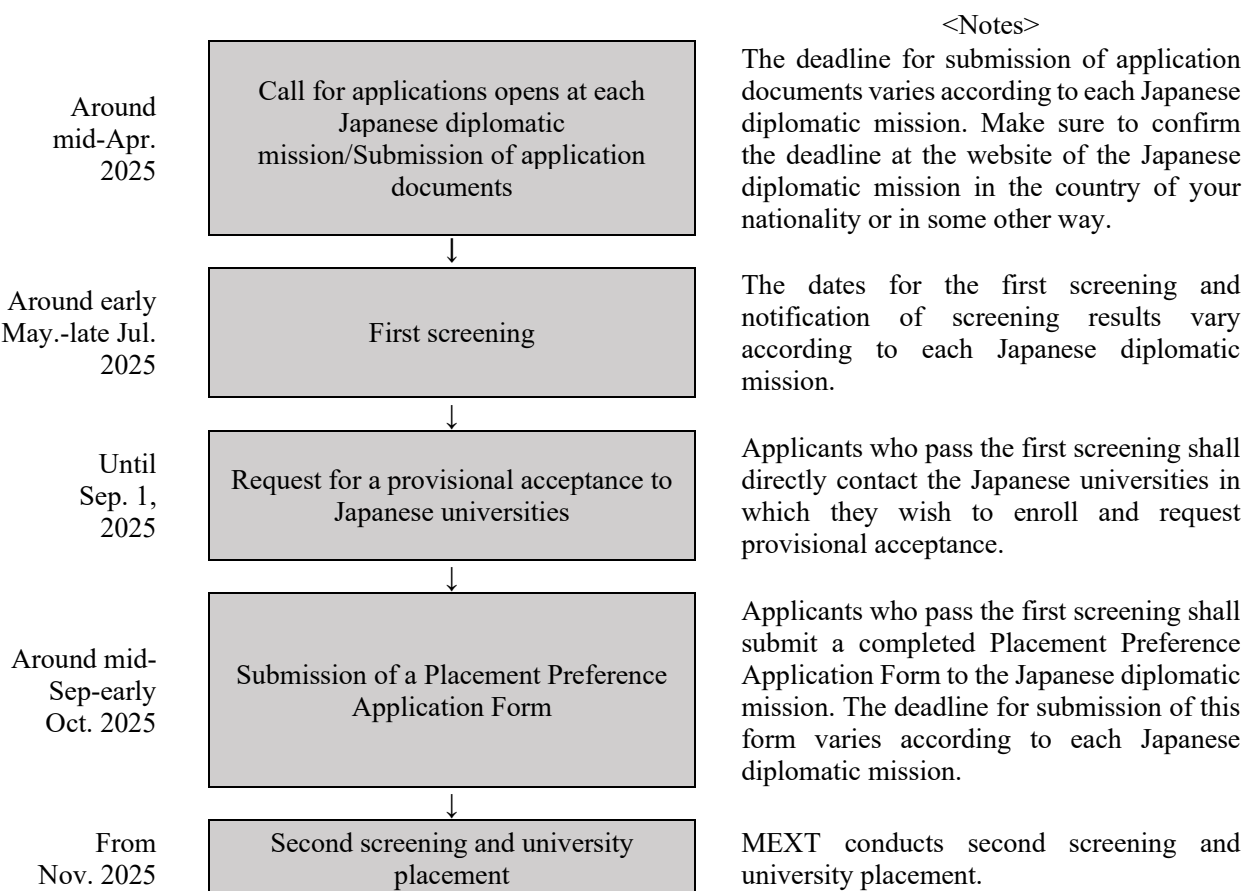 <Notes>
Around
mid-Apr.
2025
Call for applications opens at each
Japanese diplomatic
mission/Submission of application
documents
The deadline for submission of application
documents varies according to each Japanese
diplomatic mission. Make sure to confirm
the deadline at the website of the Japanese
diplomatic mission in the country of your
nationality or in some other way.
↓
Around early
May.-late Jul.
2025
First screening
The dates for the first screening and
notification of screening results vary
according to each Japanese diplomatic
mission.
↓
Until
Sep. 1,
2025
Request for a provisional acceptance to
Japanese universities
Applicants who pass the first screening shall
directly contact the Japanese universities in
which they wish to enroll and request
provisional acceptance.
↓
Around mid-
Sep-early
Oct. 2025
Submission of a Placement Preference
Application Form
Applicants who pass the first screening shall
submit a completed Placement Preference
Application Form to the Japanese diplomatic
mission. The deadline for submission of this
form varies according to each Japanese
diplomatic mission.
↓
From
Nov. 2025
Second screening and university
placement
MEXT conducts second screening and
university placement.